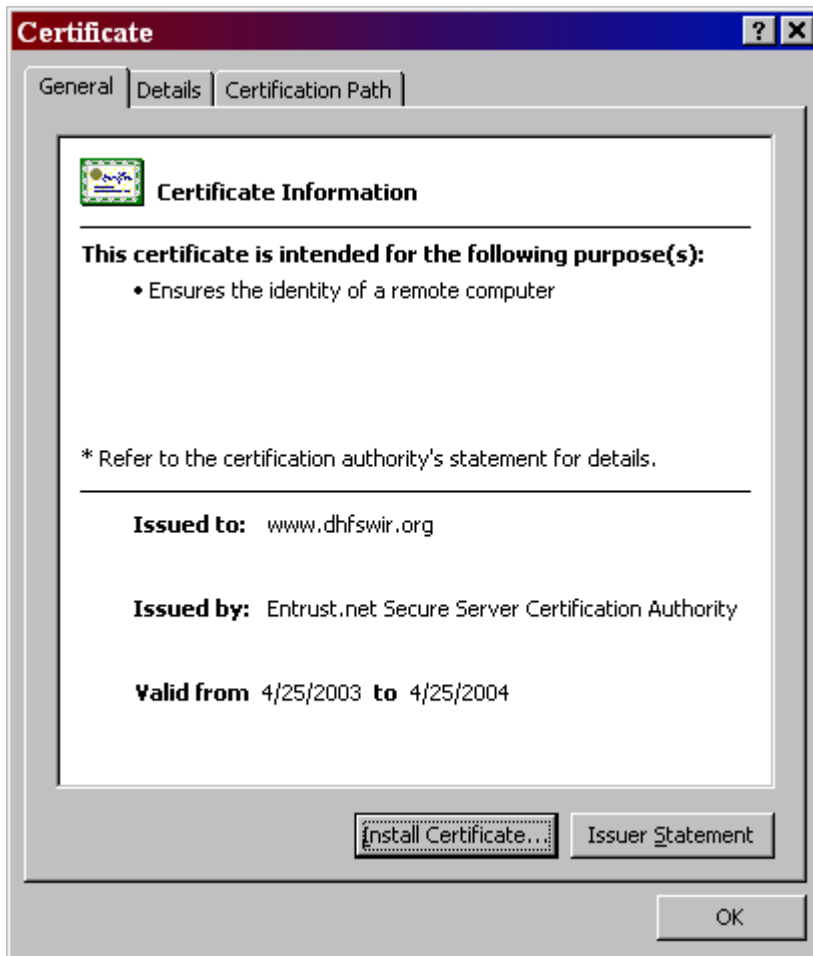 Certificate
General Details Certification Path
Certificate Information
This certificate is intended for the following purpose(s):
• Ensures the identity of a remote computer
* Refer to the certification authority's statement for details.
Issued to: www.dhfswir.org
Issued by: Entrust.net Secure Server Certification Authority
Valid from 4/25/2003 to 4/25/2004
Install Certificate... Issuer Statement
OK